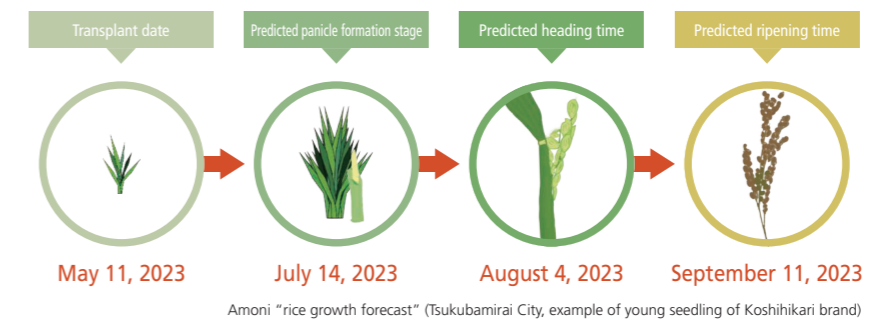 Transplant date
Predicted panicle formation stage
Predicted heading time
Predicted ripening time
May 11, 2023
July 14, 2023
August 4, 2023
September 11, 2023
Amoni “rice growth forecast” (Tsukubamirai City, example of young seedling of Koshihikari brand)